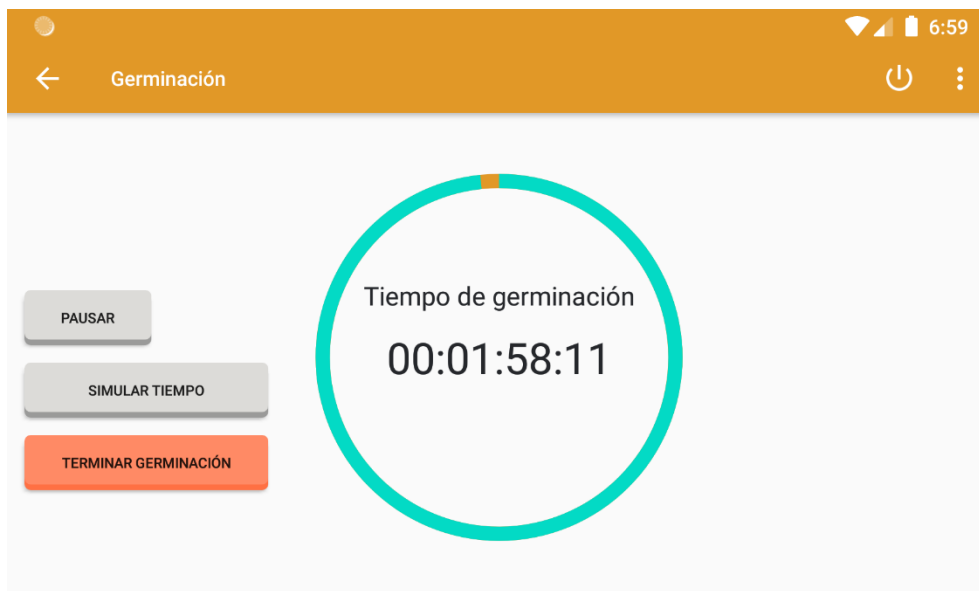 6:59
Germinación
Tiempo de germinación
00:01:58:11
PAUSAR
SIMULAR TIEMPO
TERMINAR GERMINACIÓN